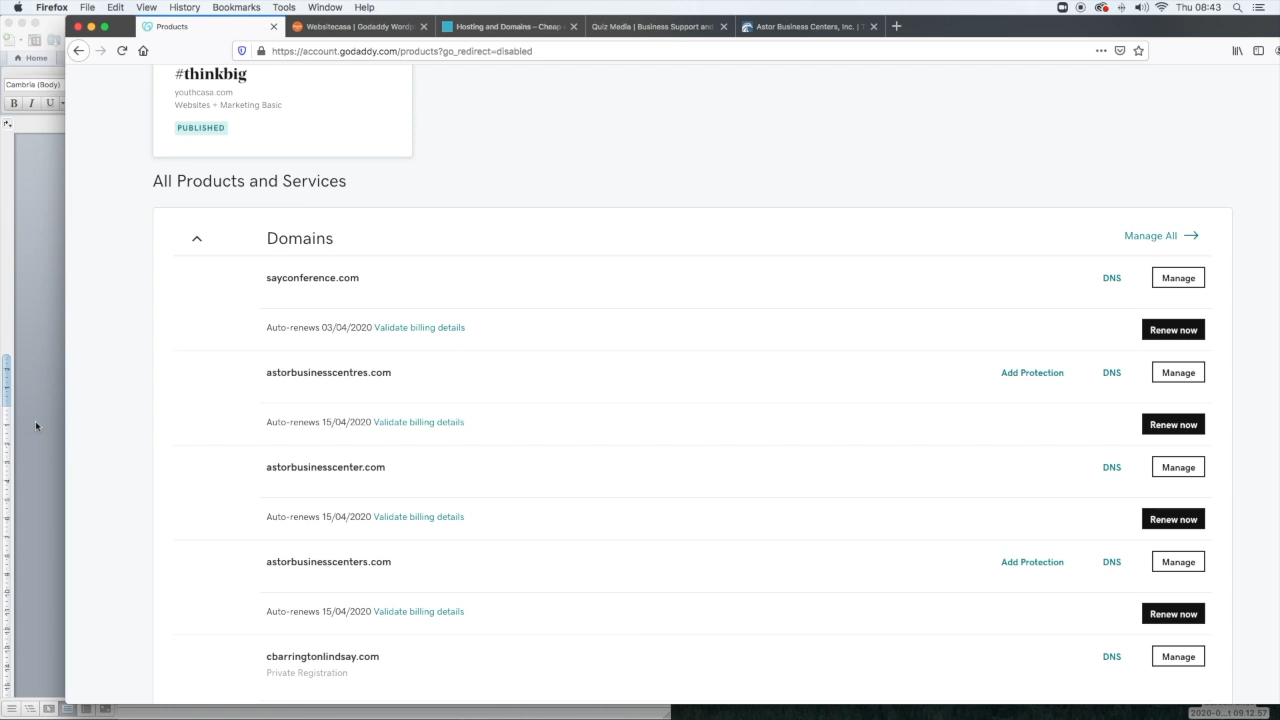 Firefox File Edit View History Bookmarks Tools Window Help Thu 08:43
Products
Websitecasa | Godaddy Wordp
Hosting and Domains – Cheap
Quiz Media | Business Support and
Astor Business Centers, Inc. | T
https://account.godaddy.com/products?go_redirect=disabled
Home
Cambria (Body)
B I U
#thinkbig
youthcasa.com
Websites + Marketing Basic
PUBLISHED
All Products and Services
Domains
Manage All
sayconference.com
DNS Manage
Auto-renews 03/04/2020 Validate billing details
Renew now
astorbusinesscentres.com
Add Protection DNS Manage
Auto-renews 15/04/2020 Validate billing details
Renew now
astorbusinesscenter.com
DNS Manage
Auto-renews 15/04/2020 Validate billing details
Renew now
astorbusinesscenters.com
Add Protection DNS Manage
Auto-renews 15/04/2020 Validate billing details
Renew now
cbarringtonlindsay.com
DNS Manage
Private Registration
2020-0...t 09.12.57